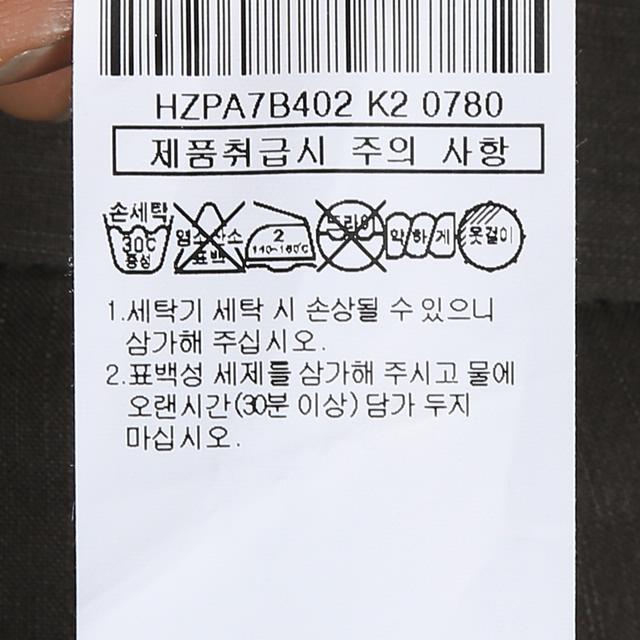 HZPA7B402 K2 0780
제품취급시 주의 사항
손세탁 30℃ 중성
염소산소 표백
2 140~160℃
드라이
약하게
옷걸이
1.세탁기 세탁 시 손상될 수 있으니
삼가해 주십시오.
2.표백성 세제를 삼가해 주시고 물에
오랜시간(30분 이상) 담가 두지
마십시오.